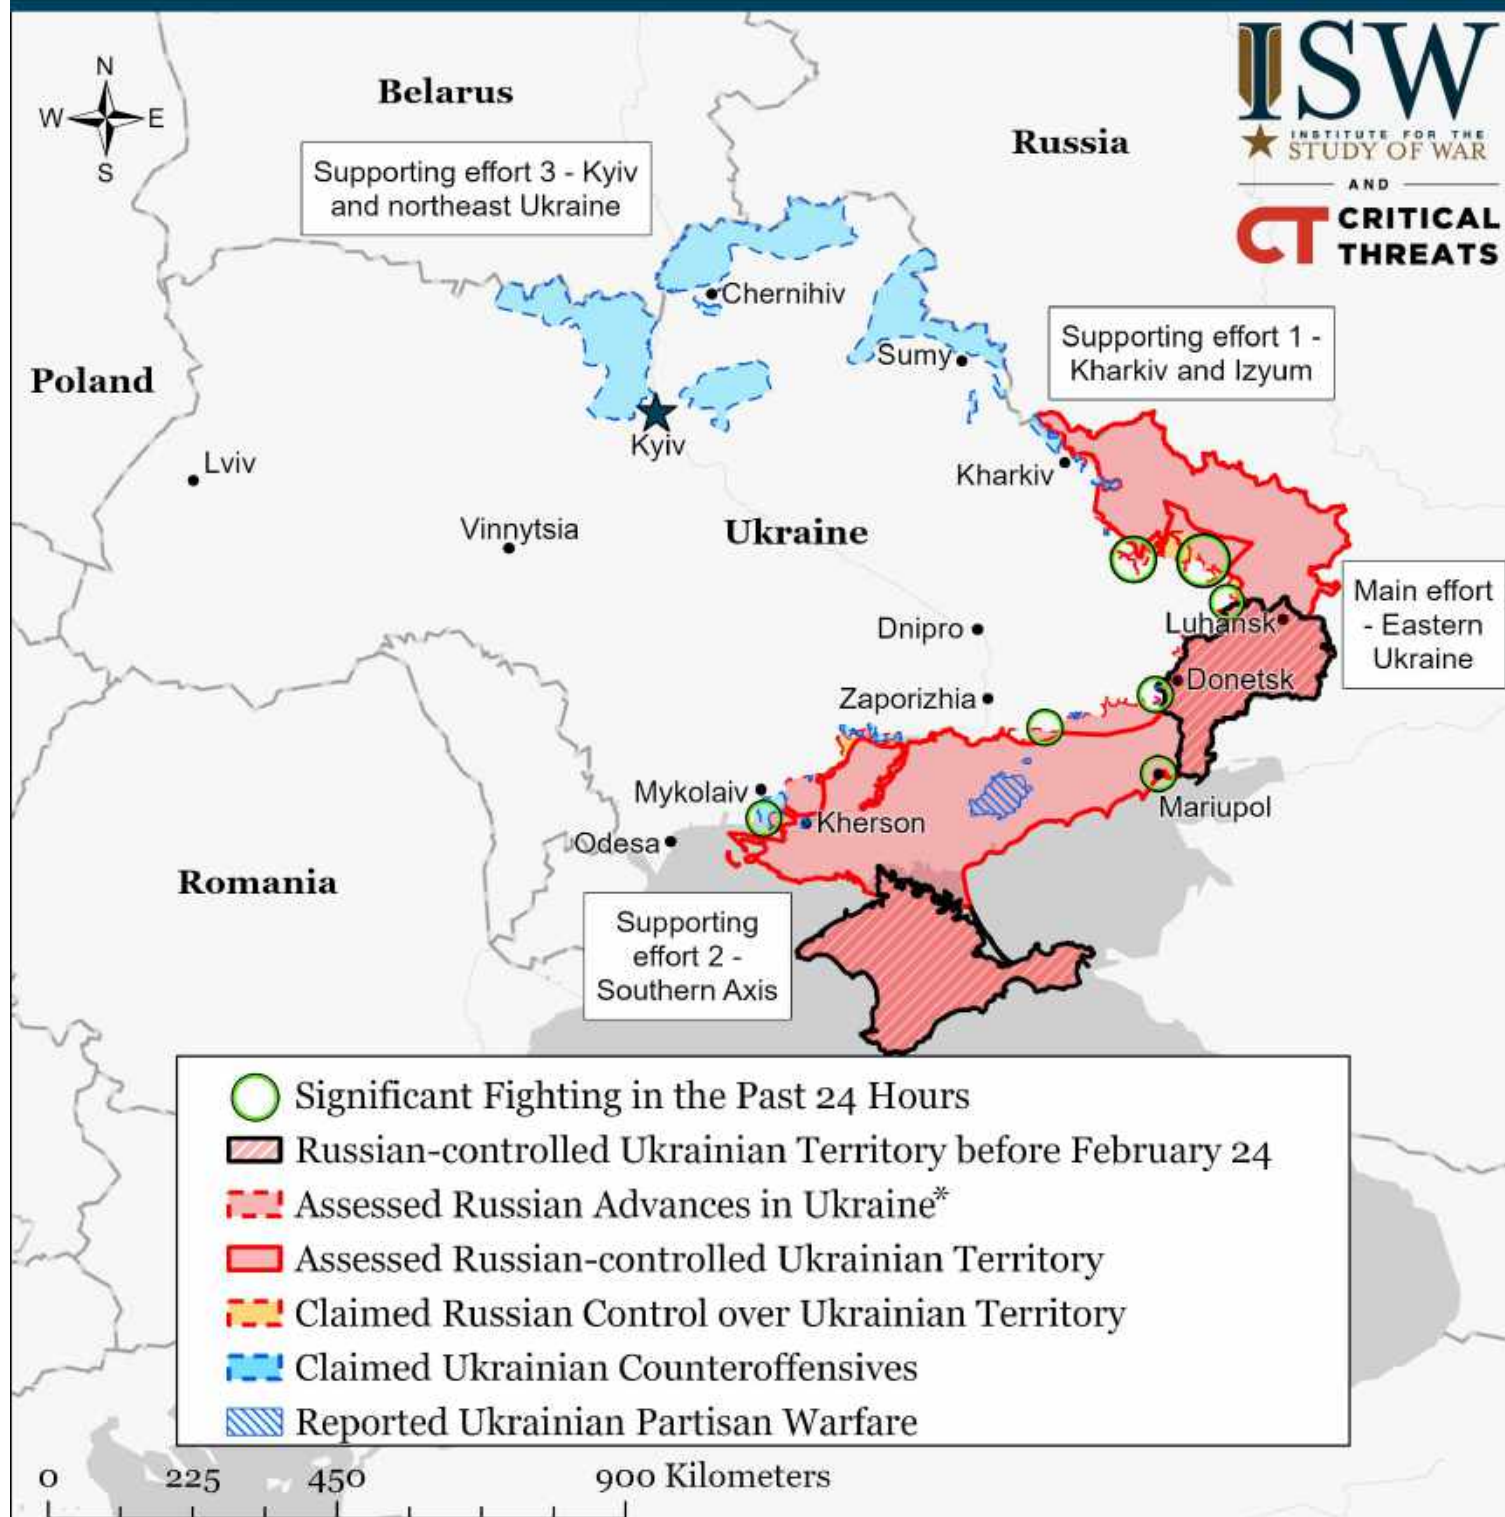 N
W E
S
Belarus
Russia
ISW
INSTITUTE FOR THE
STUDY OF WAR
AND
CT CRITICAL
THREATS
Supporting effort 3 - Kyiv
and northeast Ukraine
Chernihiv
Supporting effort 1 -
Kharkiv and Izyum
Sumy
Poland
Kyiv
Lviv
Kharkiv
Vinnytsia
Ukraine
Main effort
- Eastern
Ukraine
Dnipro
Luhansk
Donetsk
Zaporizhia
Mykolaiv
Mariupol
Kherson
Odesa
Romania
Supporting
effort 2 -
Southern Axis
Significant Fighting in the Past 24 Hours
Russian-controlled Ukrainian Territory before February 24
Assessed Russian Advances in Ukraine*
Assessed Russian-controlled Ukrainian Territory
Claimed Russian Control over Ukrainian Territory
Claimed Ukrainian Counteroffensives
Reported Ukrainian Partisan Warfare
0 225 450 900 Kilometers